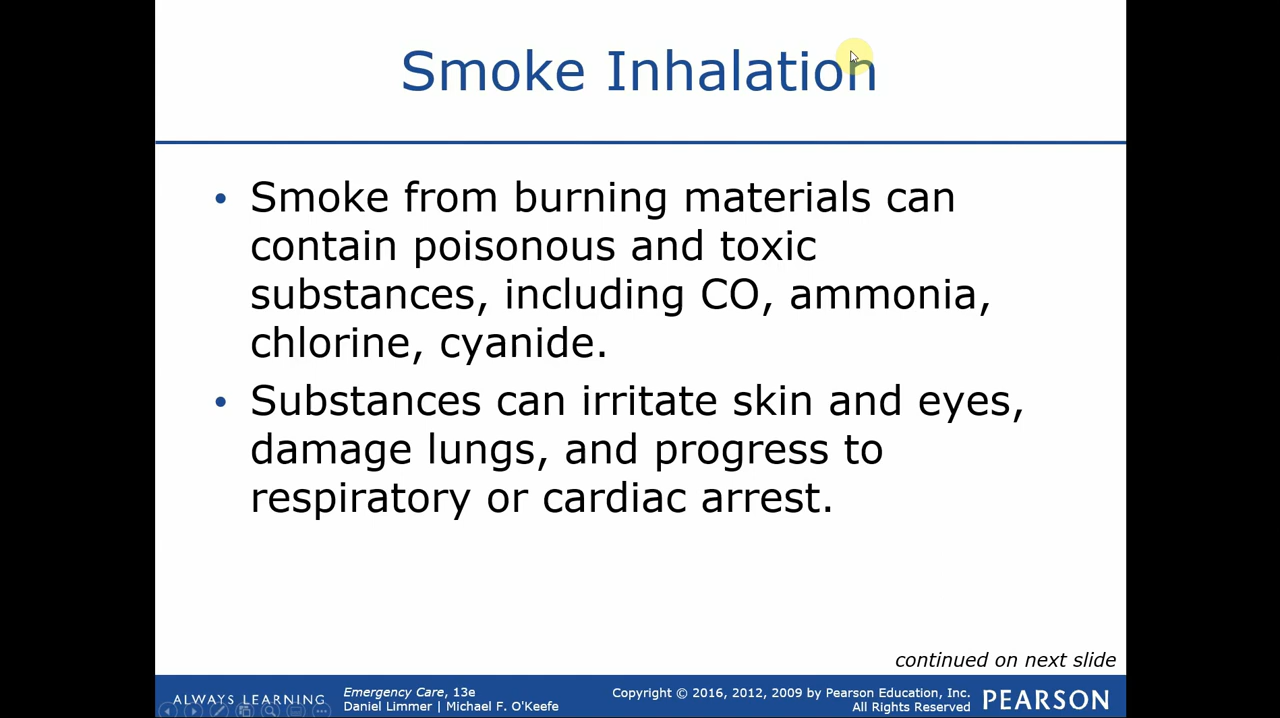 Smoke Inhalation
• Smoke from burning materials can
contain poisonous and toxic
substances, including CO, ammonia,
chlorine, cyanide.
• Substances can irritate skin and eyes,
damage lungs, and progress to
respiratory or cardiac arrest.
continued on next slide
ALWAYS LEARNING
Emergency Care, 13e
Daniel Limmer | Michael F. O'Keefe
Copyright © 2016, 2012, 2009 by Pearson Education, Inc.
All Rights Reserved
PEARSON